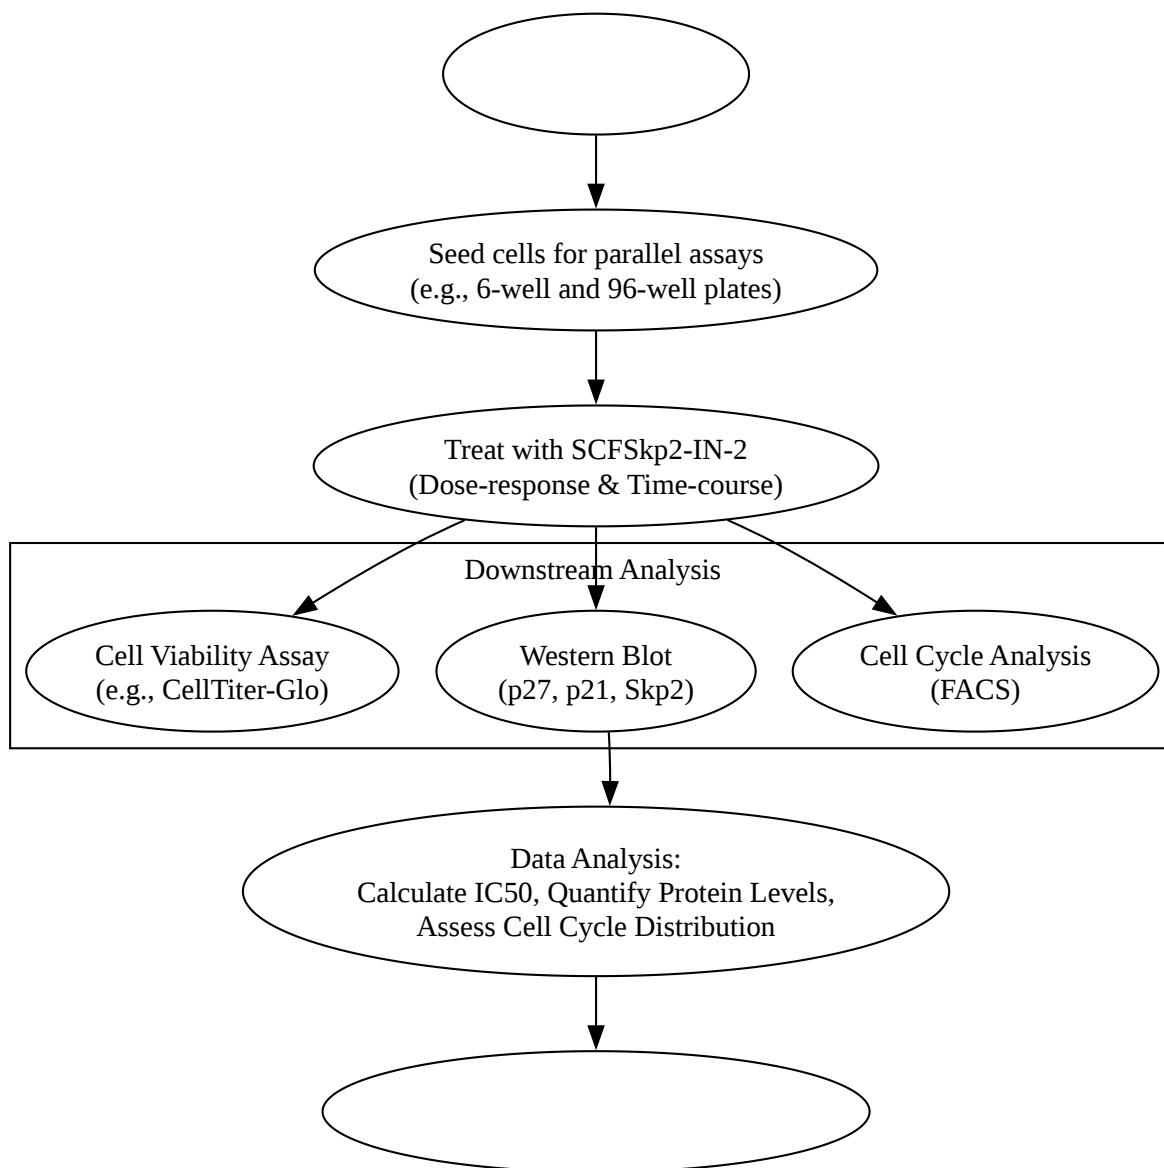 Seed cells for parallel assays
(e.g., 6-well and 96-well plates)
Treat with SCFSkp2-IN-2
(Dose-response & Time-course)
Downstream Analysis
Cell Viability Assay
(e.g., CellTiter-Glo)
Western Blot
(p27, p21, Skp2)
Cell Cycle Analysis
(FACS)
Data Analysis:
Calculate IC50, Quantify Protein Levels,
Assess Cell Cycle Distribution